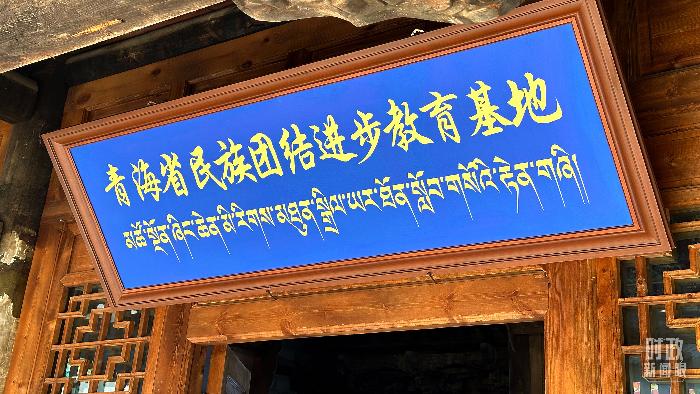 青海省民族团结进步教育基地
མཚོ་སྔོན་ཞིང་ཆེན་མི་རིགས་མཐུན་སྒྲིལ་ཡར་ཐོན་སློབ་གསོའི་རྟེན་གཞི།
时政
新闻眼